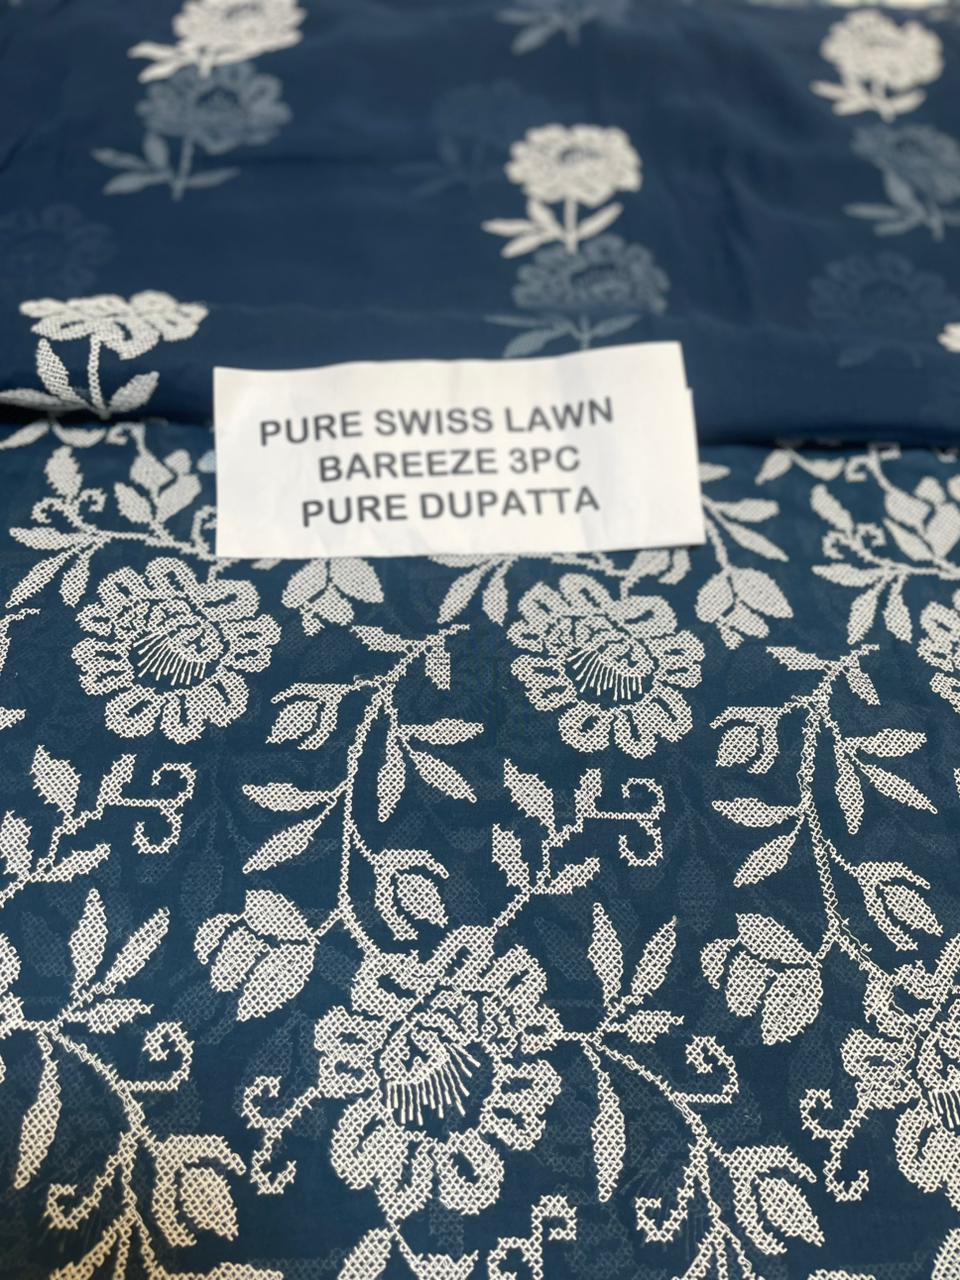 PURE SWISS LAWN
BAREEZE 3PC
PURE DUPATTA